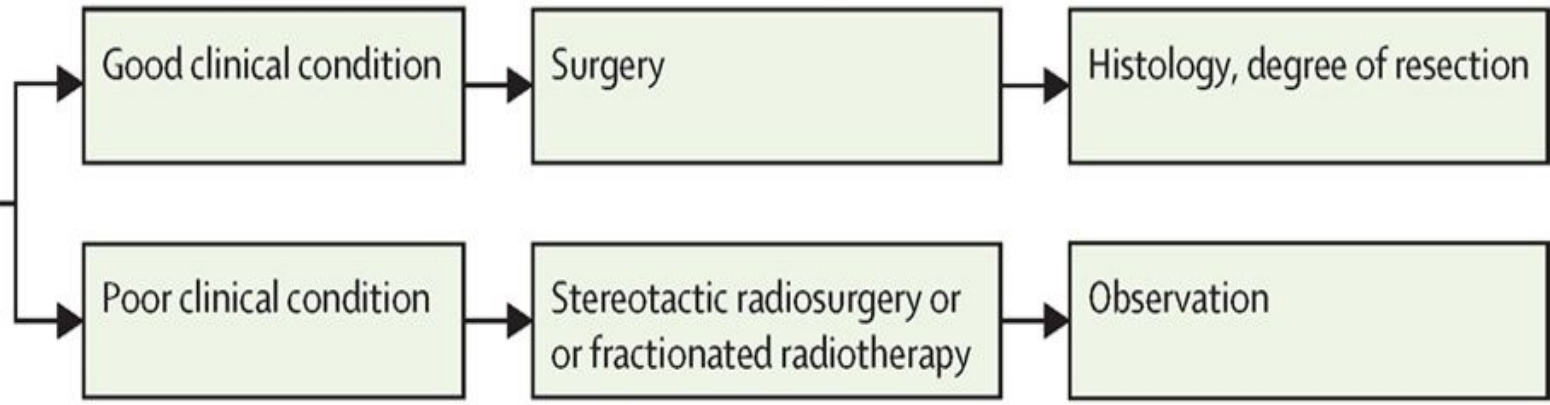 Good clinical condition
Surgery
Histology, degree of resection
Poor clinical condition
Stereotactic radiosurgery or
or fractionated radiotherapy
Observation